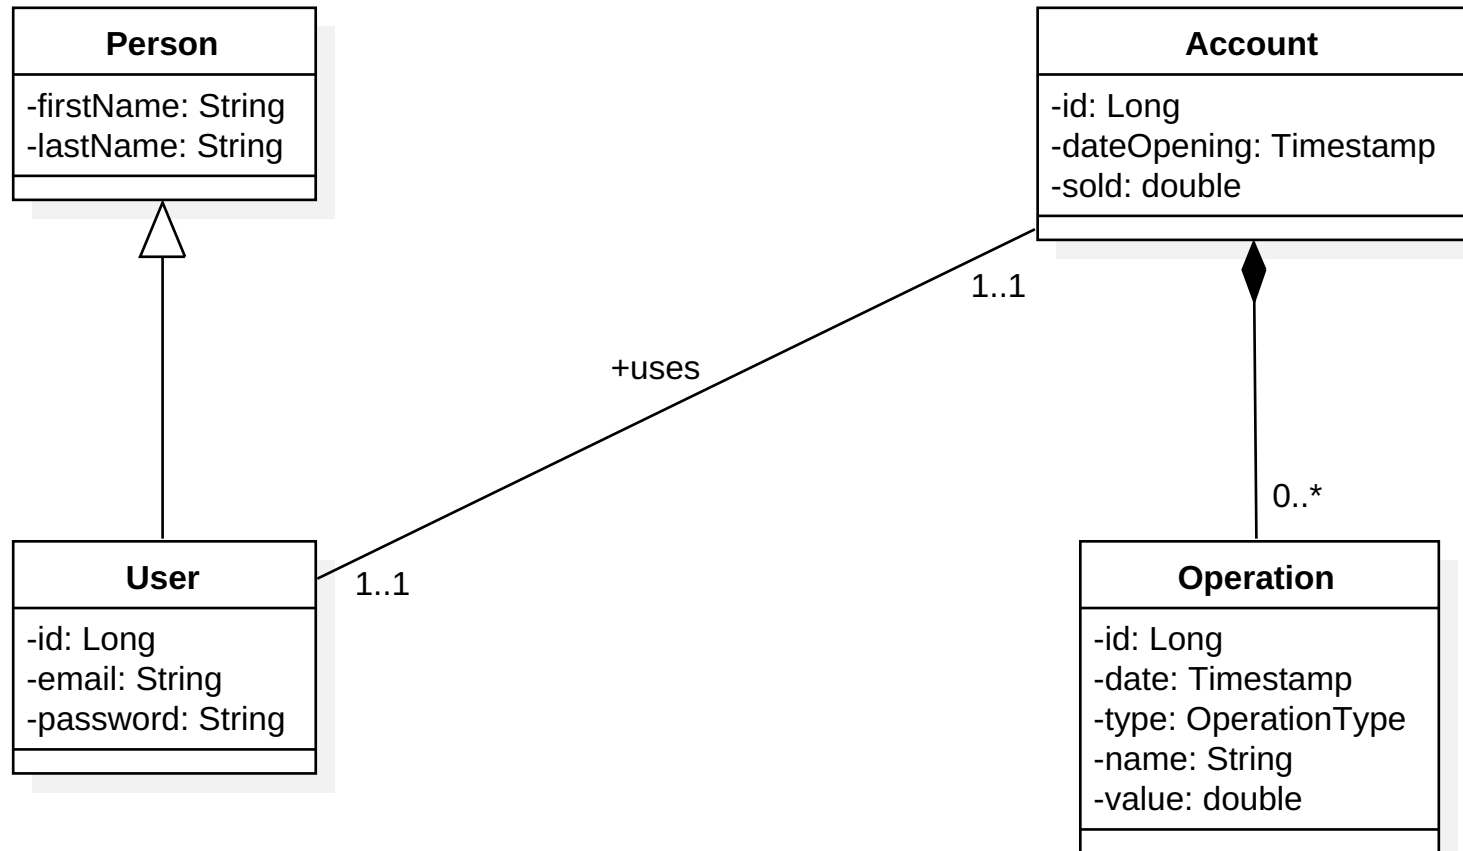 Person
-firstName: String
-lastName: String
Account
-id: Long
-dateOpening: Timestamp
-sold: double
1..1
+uses
1..1
0..*
User
-id: Long
-email: String
-password: String
Operation
-id: Long
-date: Timestamp
-type: OperationType
-name: String
-value: double